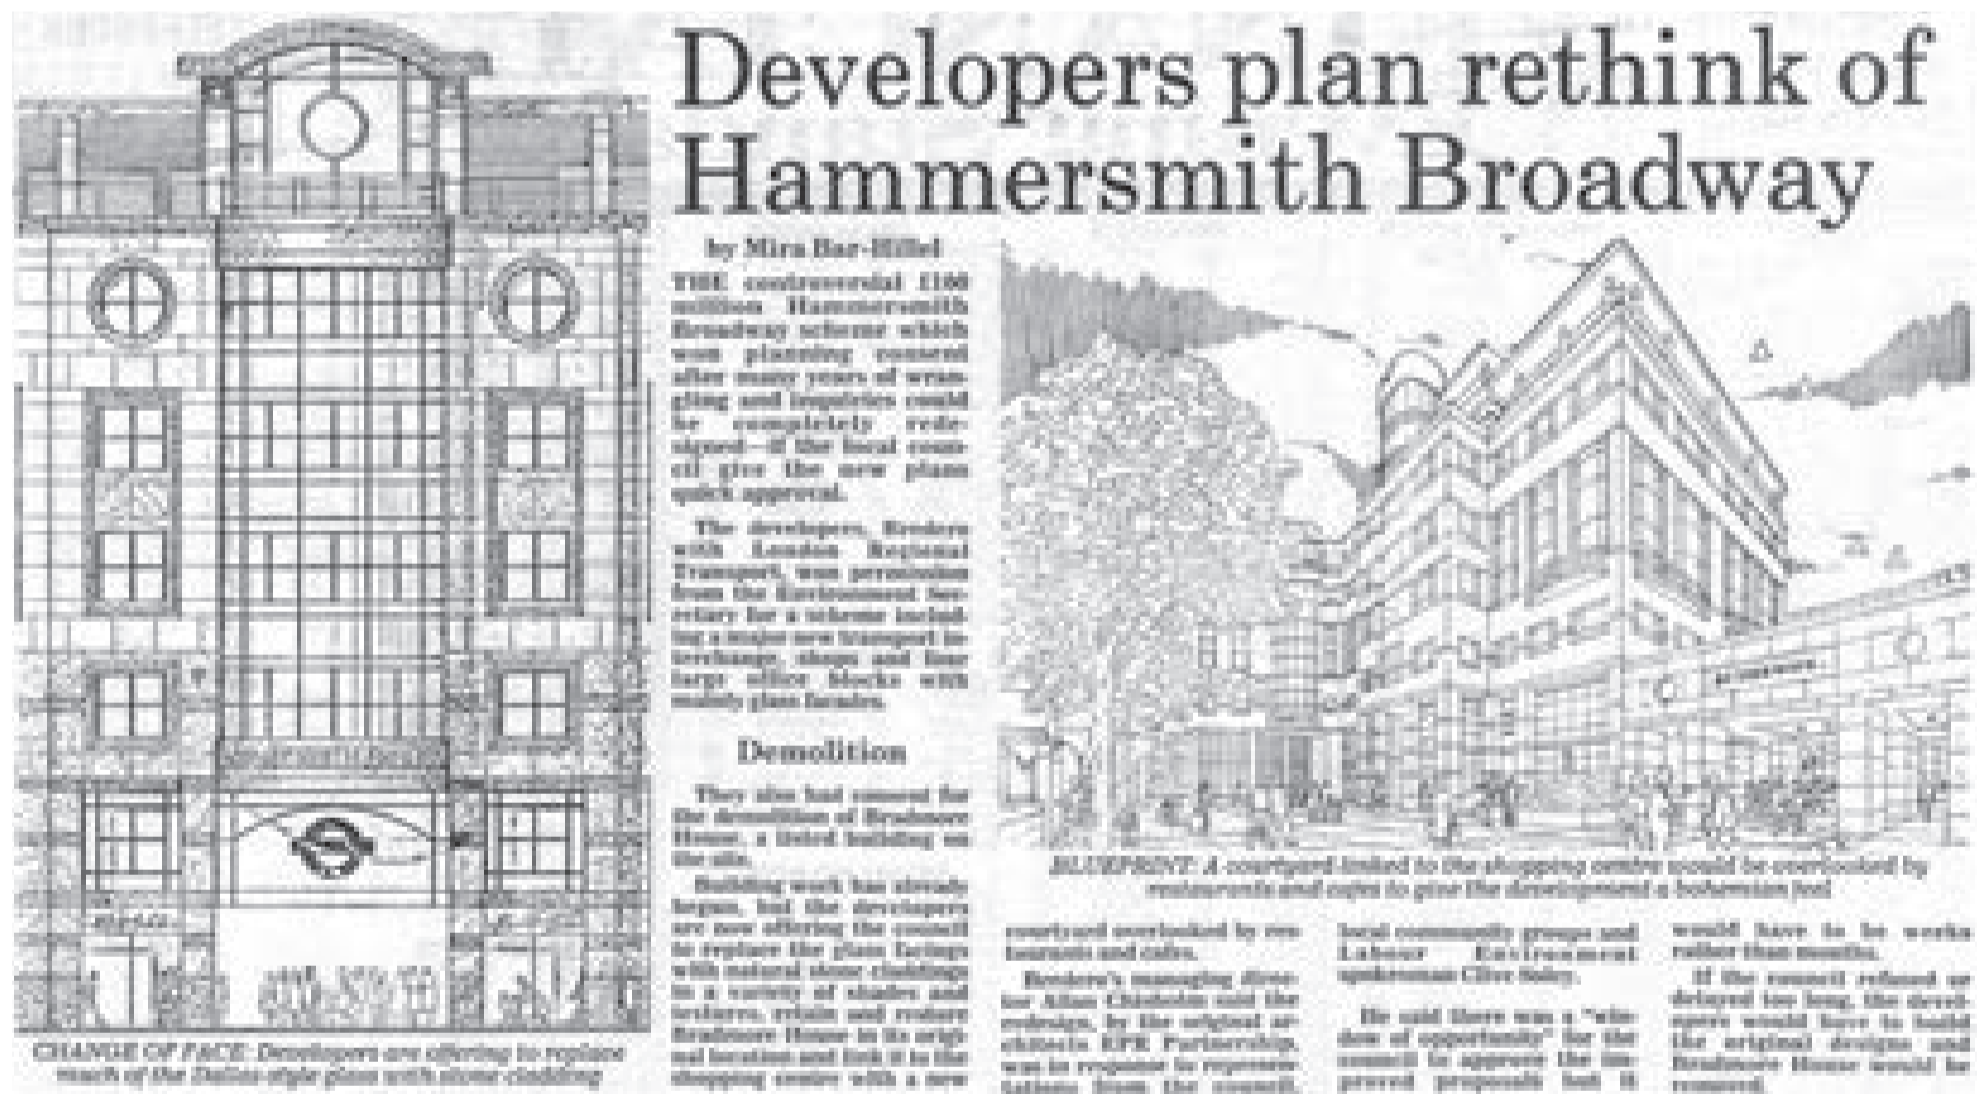 Developers plan rethink of
Hammersmith Broadway
by Mira Bar-Hillel
THE controversial £160
million Hammersmith
Broadway scheme which
won planning consent
after many years of wran-
gling and inquiries could
be completely rede-
signed—if the local coun-
cil give the new plans
quick approval.
The developers, Bredero
with London Regional
Transport, won permission
from the Environment Sec-
retary for a scheme includ-
ing a major new transport in-
terchange, shops and four
large office blocks with
mainly glass facades.
Demolition
They also had consent for
the demolition of Bradmore
House, a listed building on
the site.
Building work has already
begun, but the developers
are now offering the council
to replace the glass facings
with natural stone claddings
in a variety of shades and
textures, retain and restore
Bradmore House in its origi-
nal location and link it to the
shopping centre with a new
CHANGE OF FACE: Developers are offering to replace
much of the Dallas-style glass with stone cladding
BLUEPRINT: A courtyard linked to the shopping centre would be overlooked by
restaurants and cafes to give the development a bohemian feel
courtyard overlooked by res-
taurants and cafes.
Bredero's managing direc-
tor Allan Chisholm said the
redesign, by the original ar-
chitects EPR Partnership,
was in response to represen-
tations from the council,
local community groups and
Labour Environment
spokesman Clive Soley.
He said there was a "win-
dow of opportunity" for the
council to approve the im-
proved proposals but it
would have to be weeks
rather than months.
If the council refused or
delayed too long, the devel-
opers would have to build
the original designs and
Bradmore House would be
removed.